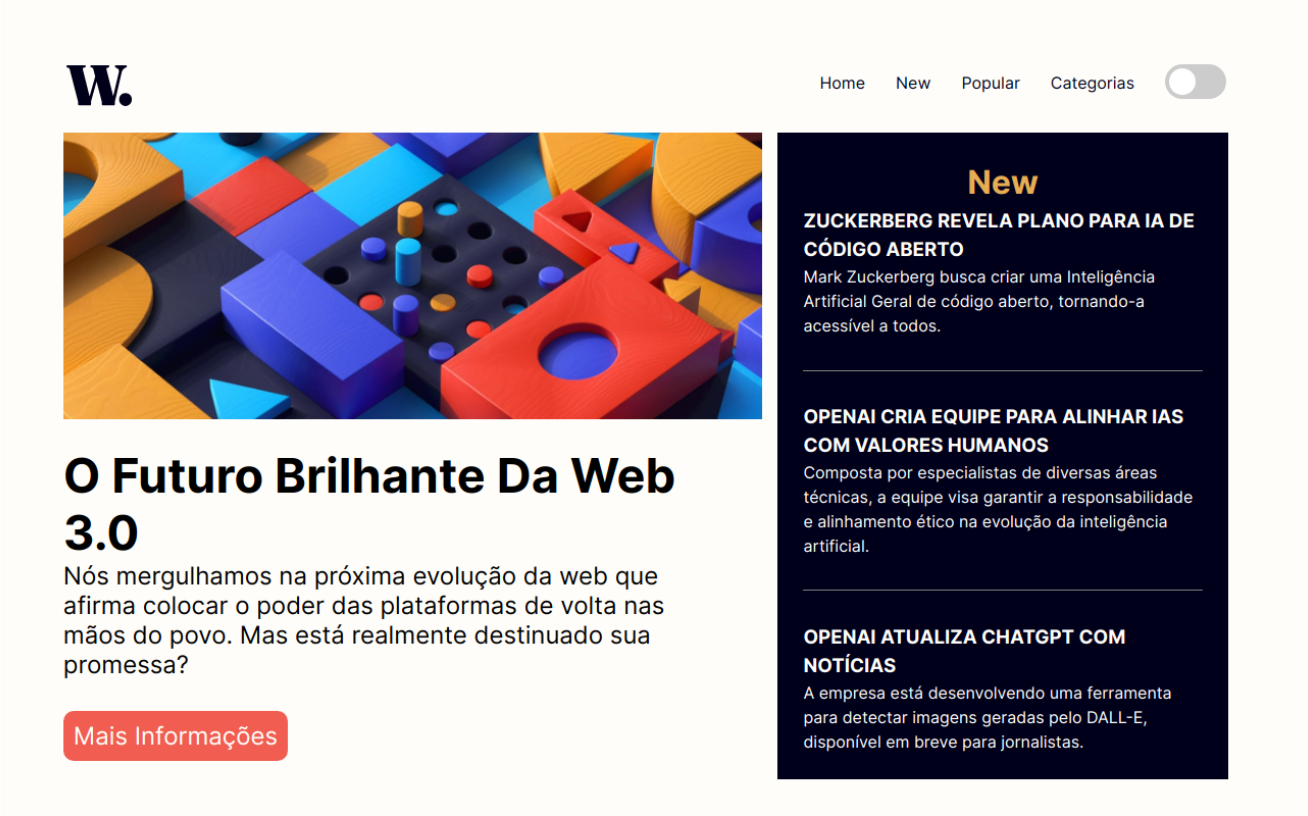 W.
Home New Popular Categorias
O Futuro Brilhante Da Web
3.0
Nós mergulhamos na próxima evolução da web que
afirma colocar o poder das plataformas de volta nas
mãos do povo. Mas está realmente destinuado sua
promessa?
Mais Informações
New
ZUCKERBERG REVELA PLANO PARA IA DE
CÓDIGO ABERTO
Mark Zuckerberg busca criar uma Inteligência
Artificial Geral de código aberto, tornando-a
acessível a todos.
OPENAI CRIA EQUIPE PARA ALINHAR IAS
COM VALORES HUMANOS
Composta por especialistas de diversas áreas
técnicas, a equipe visa garantir a responsabilidade
e alinhamento ético na evolução da inteligência
artificial.
OPENAI ATUALIZA CHATGPT COM
NOTÍCIAS
A empresa está desenvolvendo uma ferramenta
para detectar imagens geradas pelo DALL-E,
disponível em breve para jornalistas.